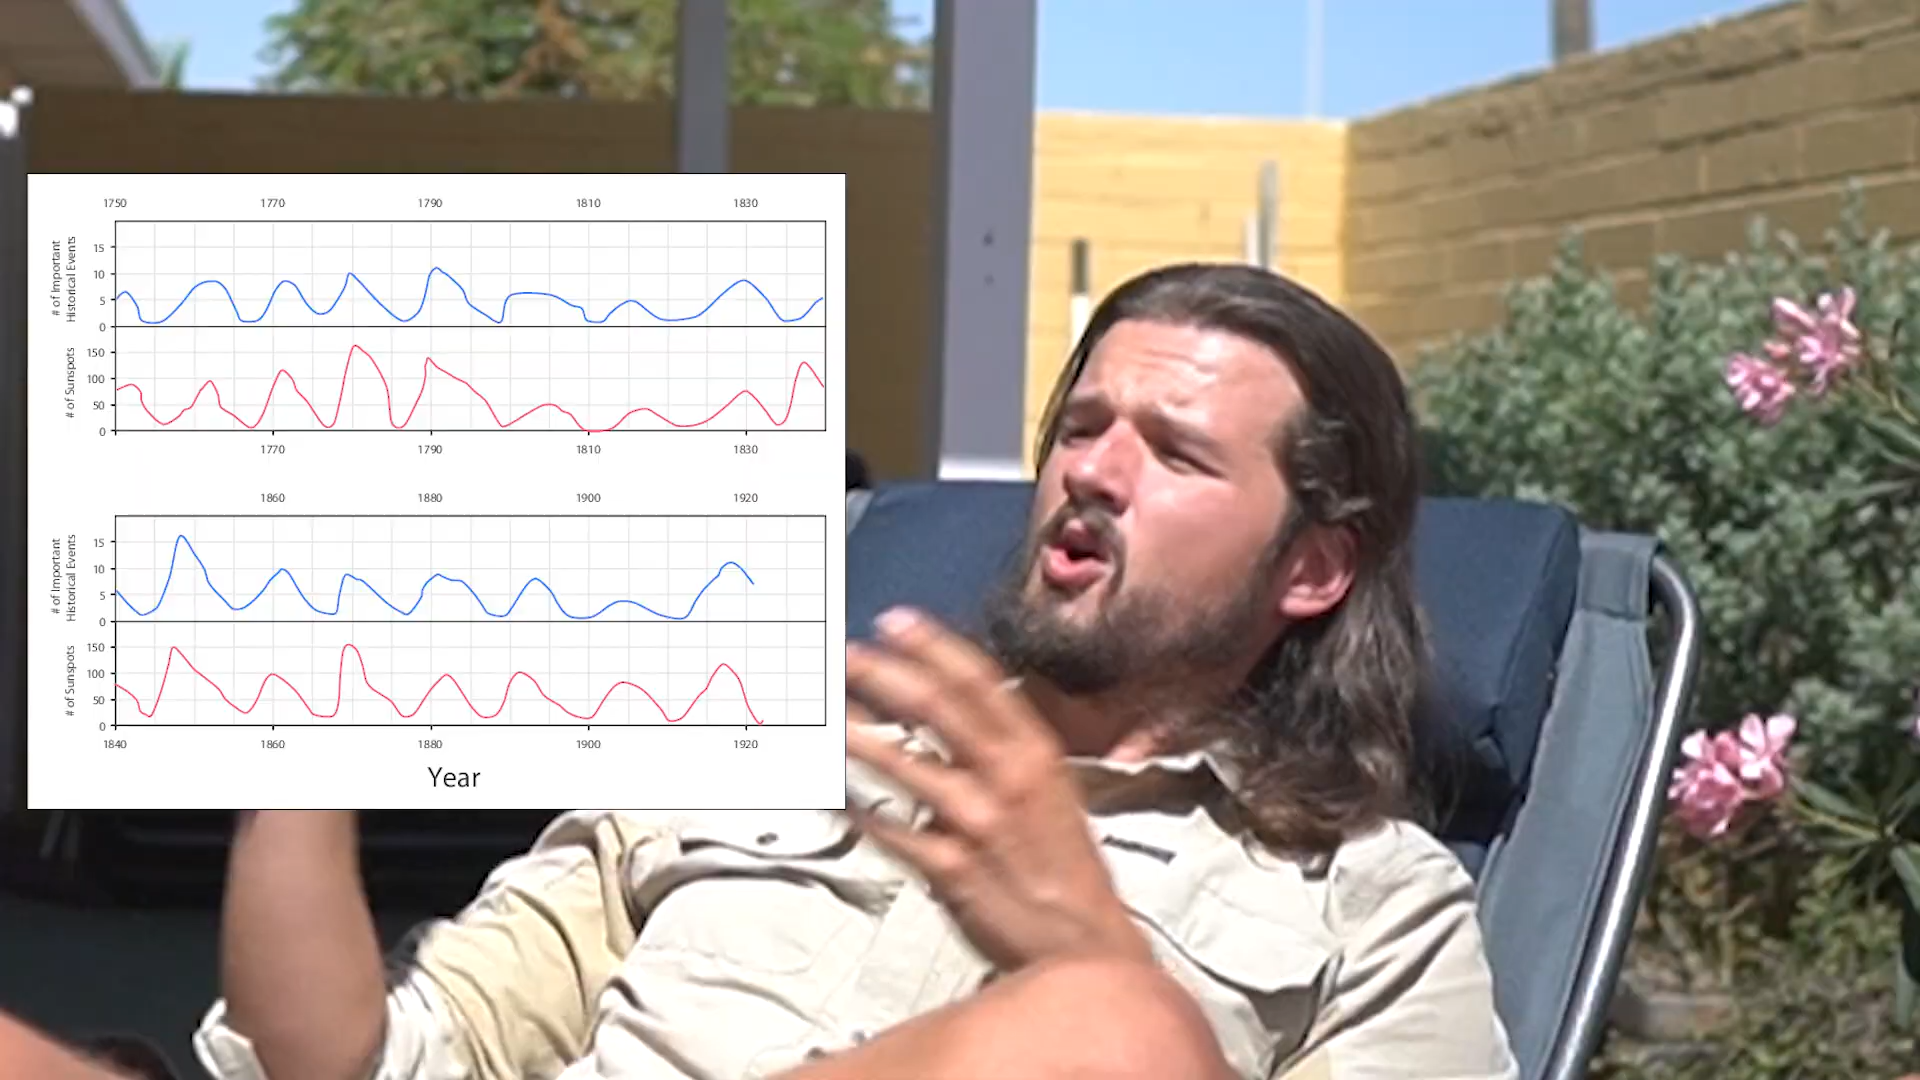 1750 1770 1790 1810 1830
# of Important
Historical Events
15
10
5
0
# of Sunspots
150
100
50
0
1770 1790 1810 1830
1860 1880 1900 1920
# of Important
Historical Events
15
10
5
0
# of Sunspots
150
100
50
0
1840 1860 1880 1900 1920
Year